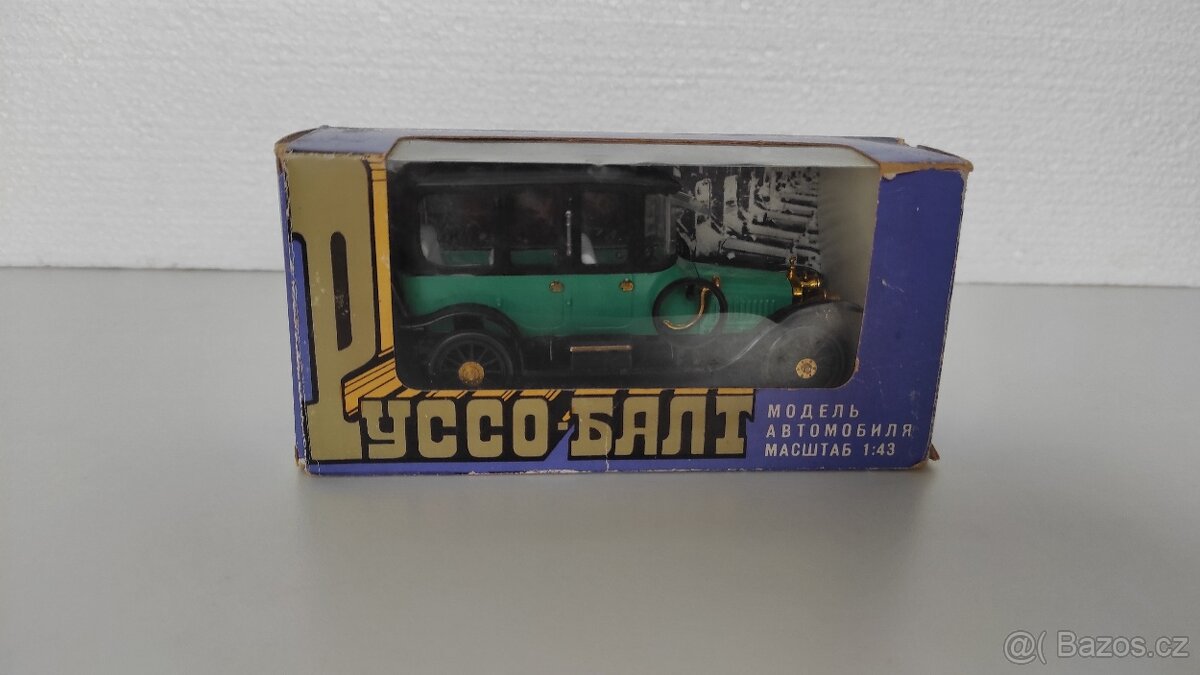 РУССО-БАЛТ
МОДЕЛЬ
АВТОМОБИЛЯ
МАСШТАБ 1:43
@( Bazos.cz